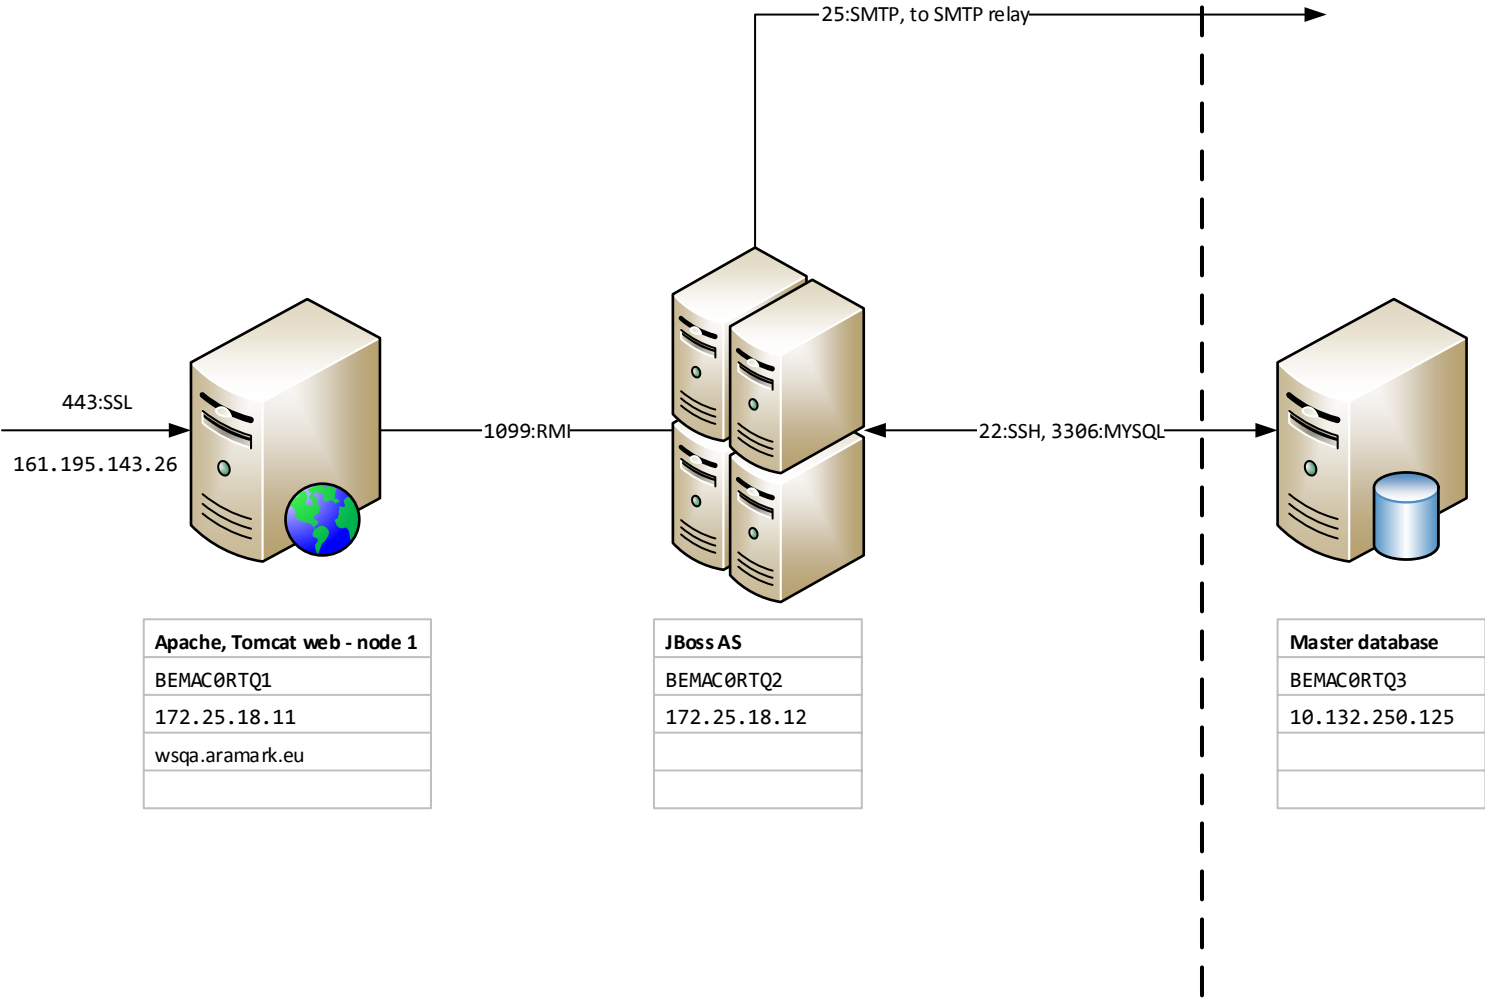 25:SMTP, to SMTP relay
443:SSL
161.195.143.26
1099:RMI
22:SSH, 3306:MYSQL
Apache, Tomcat web - node 1
BEMAC0RTQ1
172.25.18.11
wsqa.aramark.eu
JBoss AS
BEMAC0RTQ2
172.25.18.12
Master database
BEMAC0RTQ3
10.132.250.125